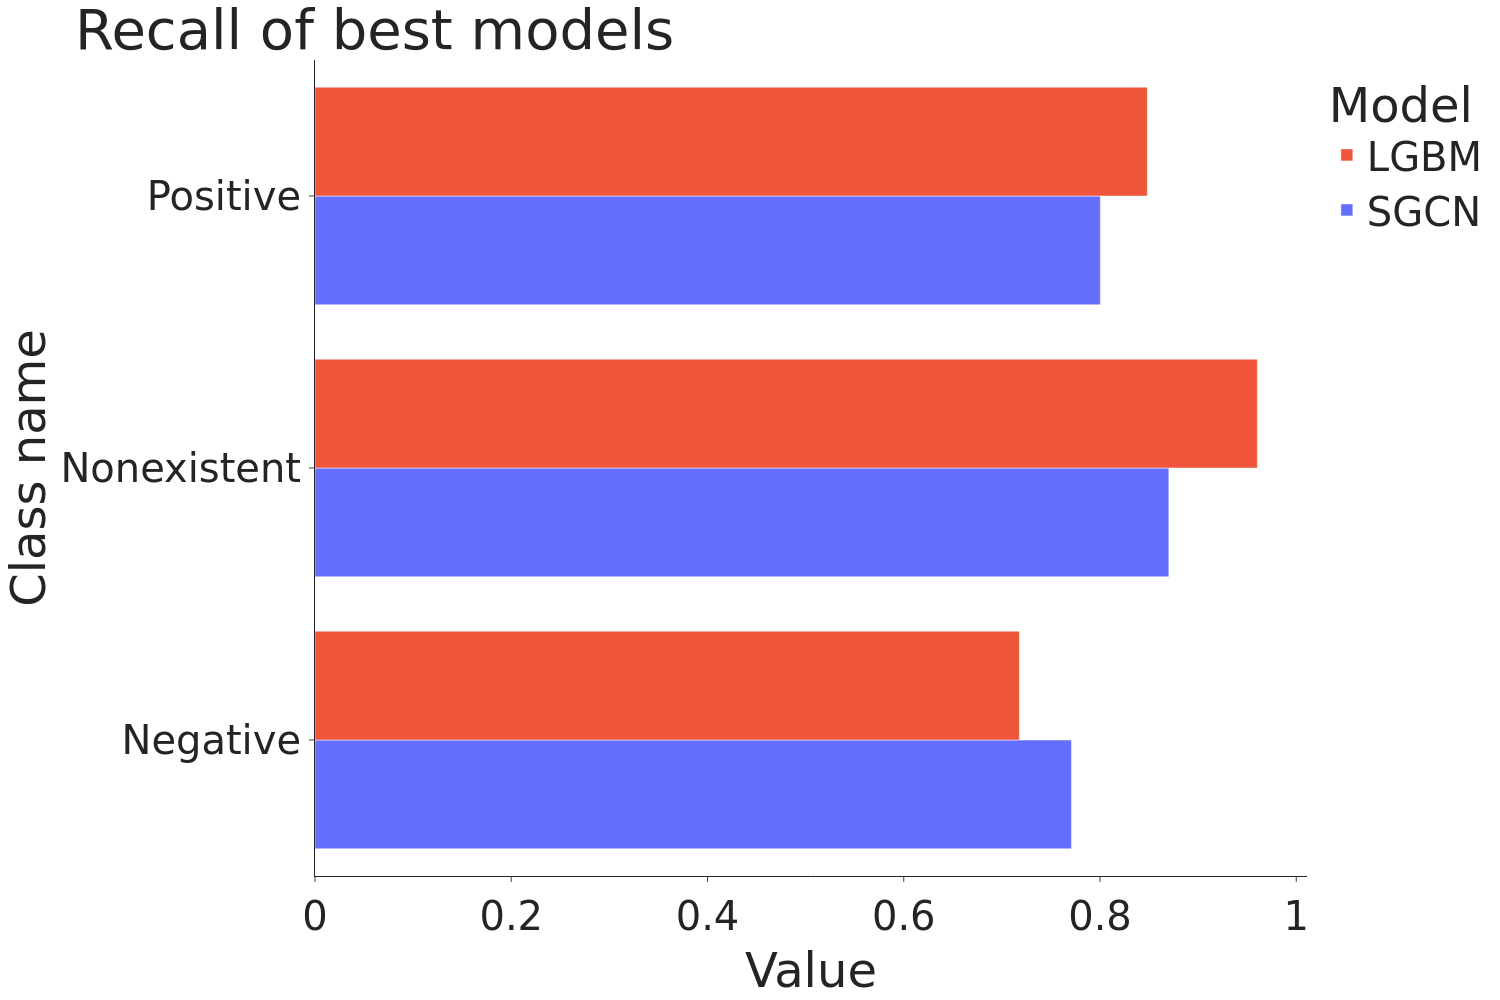 Recall of best models
Model
LGBM
SGCN
Class name
Positive
Nonexistent
Negative
0 0.2 0.4 0.6 0.8 1
Value